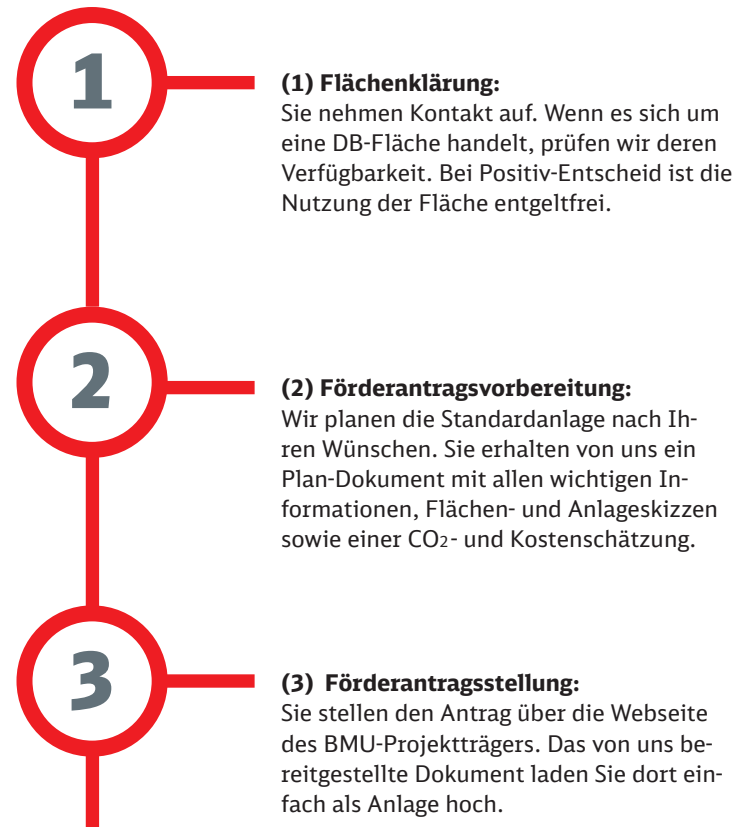 1
(1) Flächenklärung:
Sie nehmen Kontakt auf. Wenn es sich um
eine DB-Fläche handelt, prüfen wir deren
Verfügbarkeit. Bei Positiv-Entscheid ist die
Nutzung der Fläche entgeltfrei.
2
(2) Förderantragsvorbereitung:
Wir planen die Standardanlage nach Ih-
ren Wünschen. Sie erhalten von uns ein
Plan-Dokument mit allen wichtigen In-
formationen, Flächen- und Anlageskizzen
sowie einer CO2- und Kostenschätzung.
3
(3) Förderantragsstellung:
Sie stellen den Antrag über die Webseite
des BMU-Projektträgers. Das von uns be-
reitgestellte Dokument laden Sie dort ein-
fach als Anlage hoch.